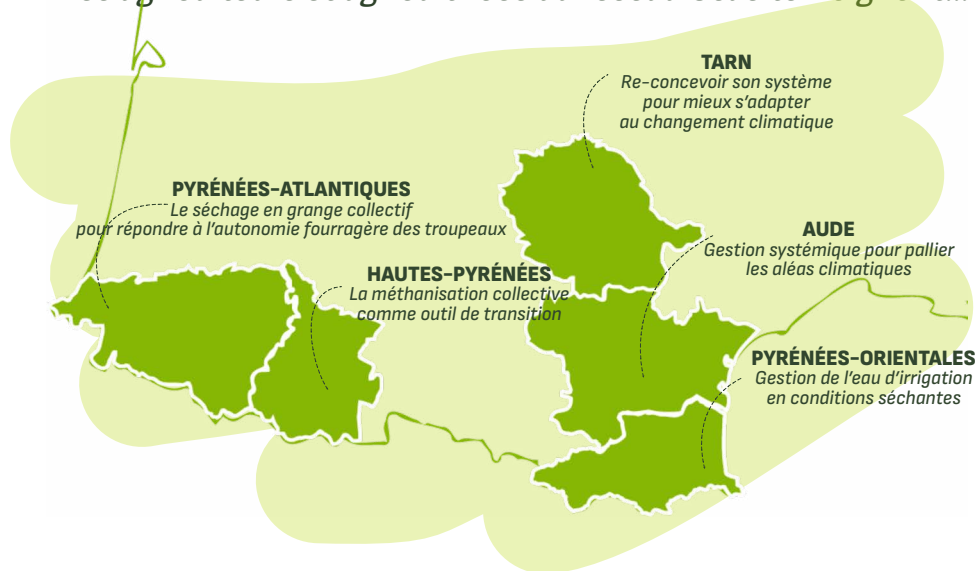 TARN
Re-concevoir son système
pour mieux s'adapter
au changement climatique
PYRÉNÉES-ATLANTIQUES
Le séchage en grange collectif
pour répondre à l'autonomie fourragère des troupeaux
AUDE
Gestion systémique pour pallier
les aléas climatiques
HAUTES-PYRÉNÉES
La méthanisation collective
comme outil de transition
PYRÉNÉES-ORIENTALES
Gestion de l'eau d'irrigation
en conditions séchantes